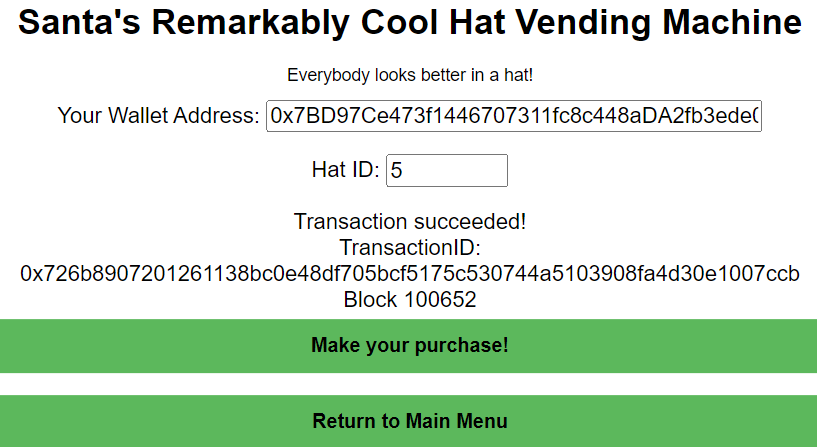 Santa's Remarkably Cool Hat Vending Machine
Everybody looks better in a hat!
Your Wallet Address: 0x7BD97Ce473f1446707311fc8c448aDA2fb3ede0
Hat ID: 5
Transaction succeeded!
TransactionID:
0x726b8907201261138bc0e48df705bcf5175c530744a5103908fa4d30e1007ccb
Block 100652
Make your purchase!
Return to Main Menu